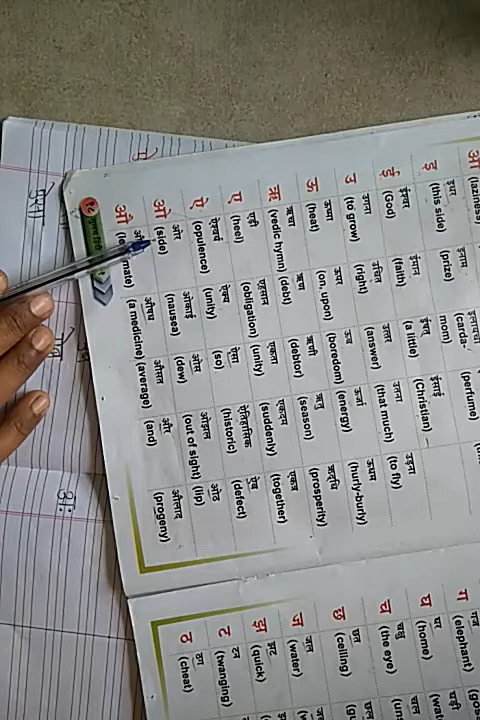 (laziness)
इ इधर इनाम इलायची
(this side) (prize) (carda-mom) (perfume)
ई ईश्वर ईमान ईषत् ईसाई
(God) (faith) (a little) (Christian)
उ उगना उचित उत्तर उतना उड़ना
(to grow) (right) (answer) (that much) (to fly)
ऊ ऊष्मा ऊपर ऊब ऊर्जा ऊधम
(heat) (on, upon) (boredom) (energy) (hurly-burly)
ऋ ऋचा ऋण ऋणी ऋतु ऋद्धि
(vedic hymn) (debt) (debtor) (season) (prosperity)
ए एड़ी एहसान एकता एकदम एकत्र
(heel) (obligation) (unity) (suddenly) (together)
ऐ ऐश्वर्य ऐक्य ऐसा ऐतिहासिक ऐब
(opulence) (unity) (so) (historic) (defect)
ओ ओर ओकाई ओस ओझल ओठ
(side) (nausea) (dew) (out of sight) (lip)
औ औषध औसत और औलाद
(a medicine) (average) (and) (progeny)
ग गज
(elephant)
घ घर घड़ी
(home)
च चक्षु
(the eye)
छ छत
(ceiling)
ज जल
(water)
झ झट
(quick)
ट टन
(twanging)
ठ ठग
(cheat)
अः